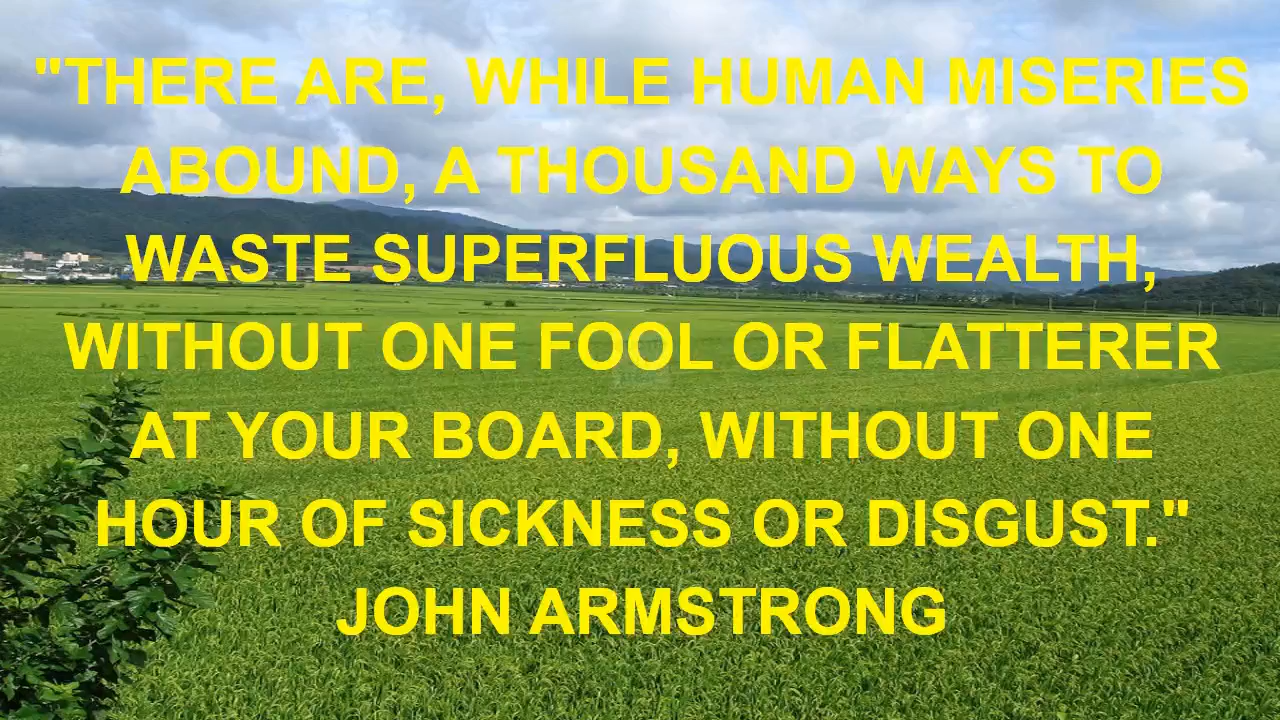 "THERE ARE, WHILE HUMAN MISERIES
ABOUND, A THOUSAND WAYS TO
WASTE SUPERFLUOUS WEALTH,
WITHOUT ONE FOOL OR FLATTERER
AT YOUR BOARD, WITHOUT ONE
HOUR OF SICKNESS OR DISGUST."
JOHN ARMSTRONG